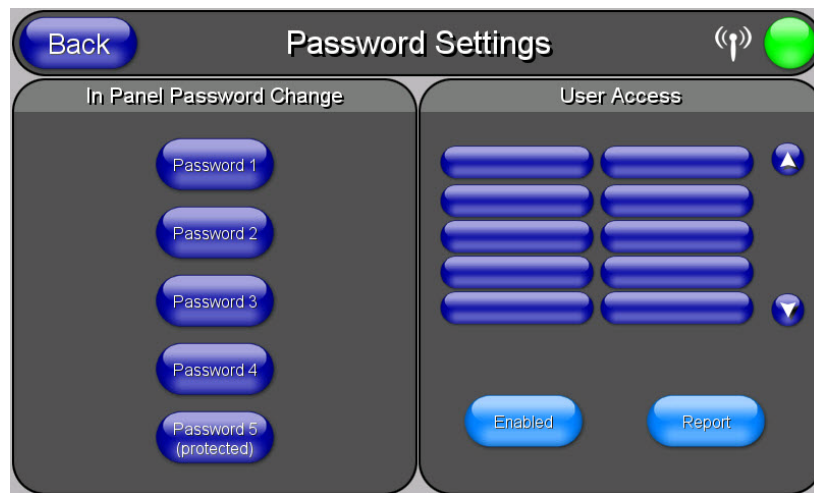 Back
Password Settings
In Panel Password Change
User Access
Password 1
Password 2
Password 3
Password 4
Password 5
(protected)
Enabled
Report